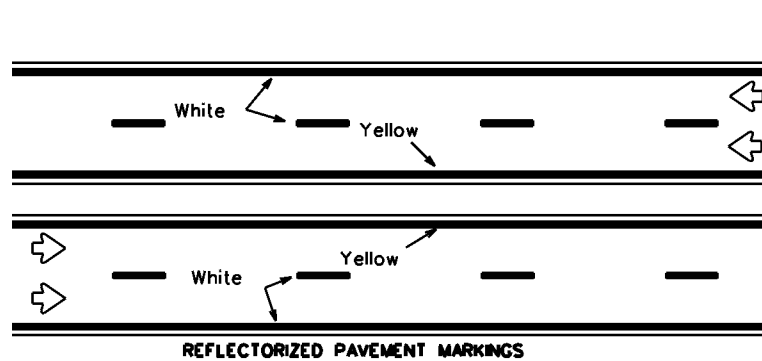 White
Yellow
Yellow
White
REFLECTORIZED PAVEMENT MARKINGS